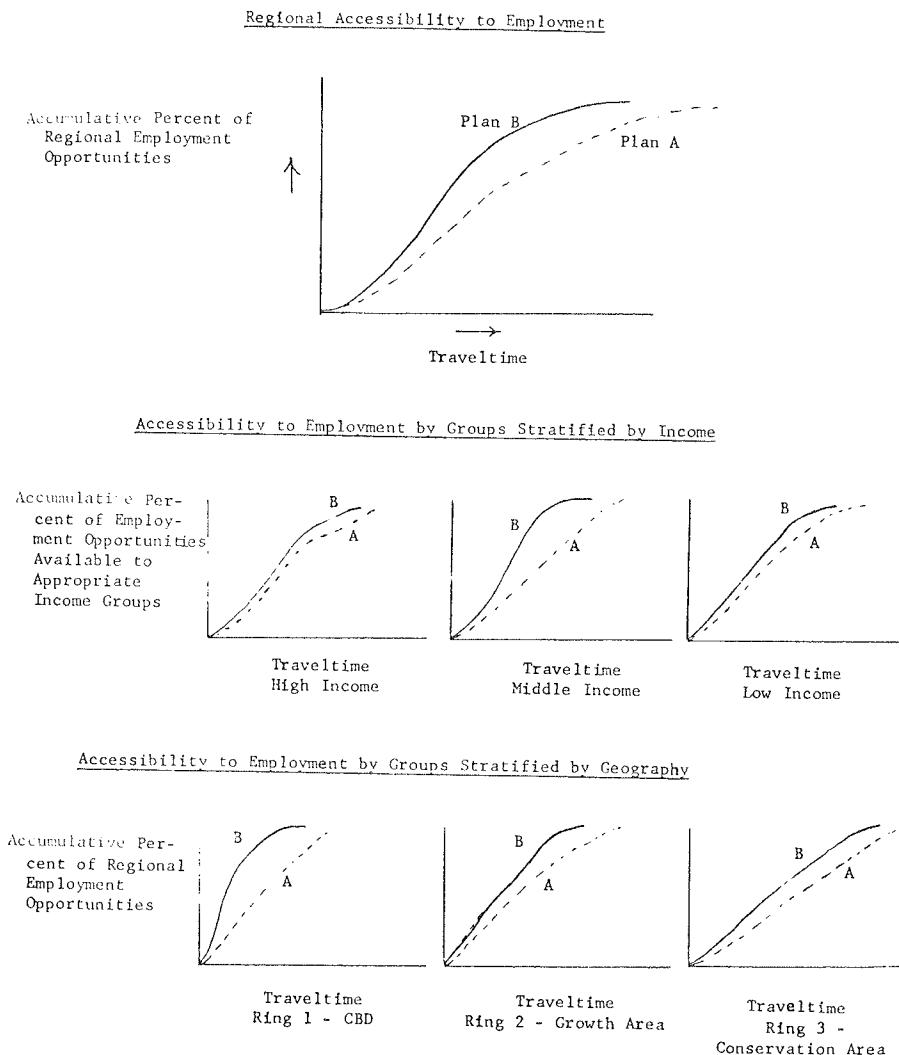 Regional Accessibility to Employment
Accumulative Percent of
Regional Employment
Opportunities
Plan B
Plan A
Traveltime
Accessibility to Employment by Groups Stratified by Income
Accumulative Per-
cent of Employ-
ment Opportunities
Available to
Appropriate
Income Groups
B
A
Traveltime
High Income
B
A
Traveltime
Middle Income
B
A
Traveltime
Low Income
Accessibility to Employment by Groups Stratified by Geography
Accumulative Per-
cent of Regional
Employment
Opportunities
B
A
Traveltime
Ring 1 - CBD
B
A
Traveltime
Ring 2 - Growth Area
B
A
Traveltime
Ring 3 -
Conservation Area